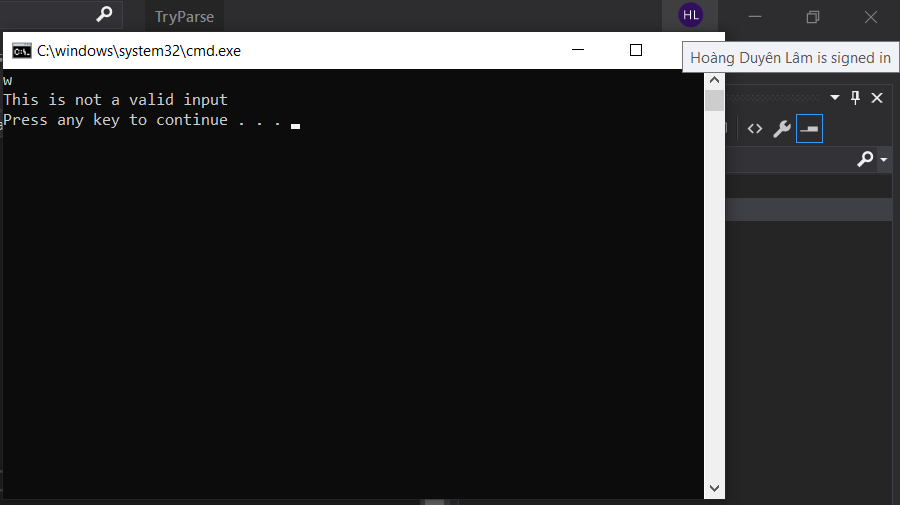 TryParse
HL
C:\windows\system32\cmd.exe
Hoàng Duyên Lâm is signed in
w
This is not a valid input
Press any key to continue . . .